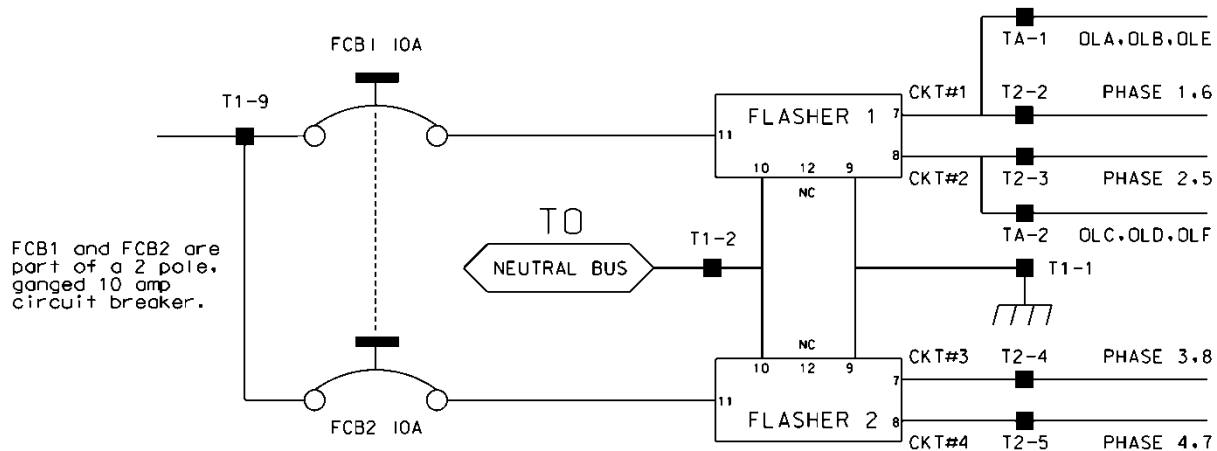 FCB1 10A
T1-9
TA-1 OLA,OLB,OLE
CKT#1 T2-2 PHASE 1,6
FLASHER 1
11
7
8
10 12 9
NC
CKT#2 T2-3 PHASE 2,5
TA-2 OLC,OLD,OLF
TO
NEUTRAL BUS
T1-2
T1-1
FCB1 and FCB2 are
part of a 2 pole,
ganged 10 amp
circuit breaker.
NC
10 12 9
CKT#3 T2-4 PHASE 3,8
7
11
FLASHER 2
8
FCB2 10A
CKT#4 T2-5 PHASE 4,7